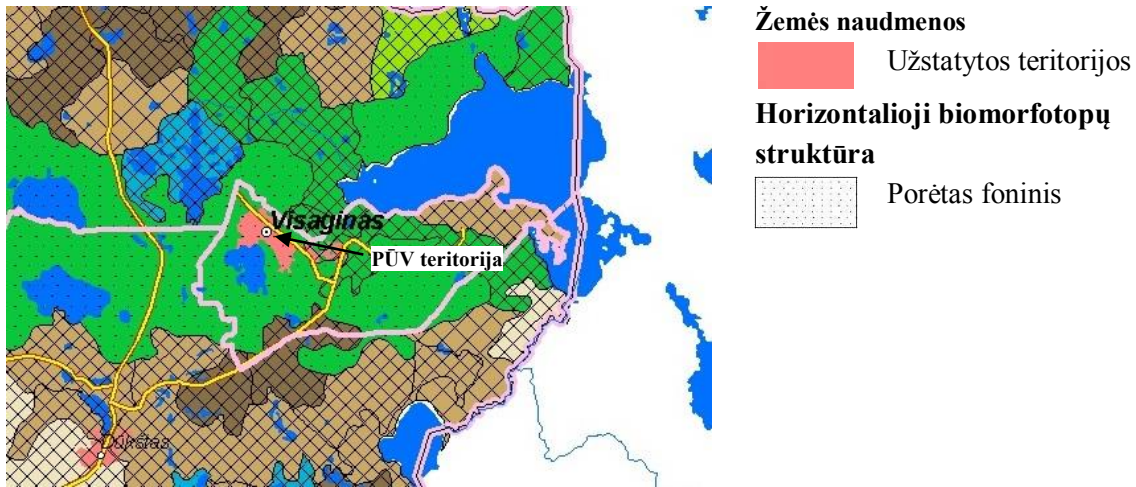 Visaginas
PŪV teritorija
Dūkštas
Žemės naudmenos
Užstatytos teritorijos
Horizontalioji biomorfotopų
struktūra
Porėtas foninis